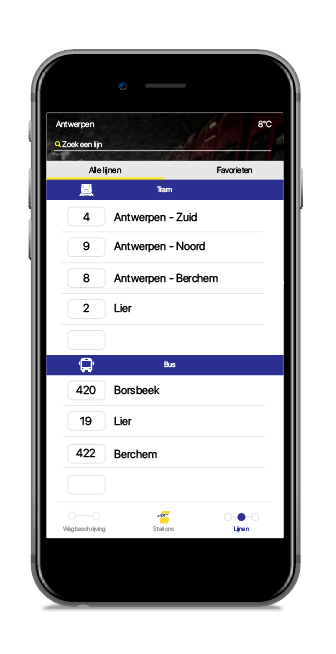 Antwerpen 8°C
Zoek een lijn
Alle lijnen Favorieten
Tram
4 Antwerpen - Zuid
9 Antwerpen - Noord
8 Antwerpen - Berchem
2 Lier
Bus
420 Borsbeek
19 Lier
422 Berchem
Wegbeschrijving Stations Lijnen